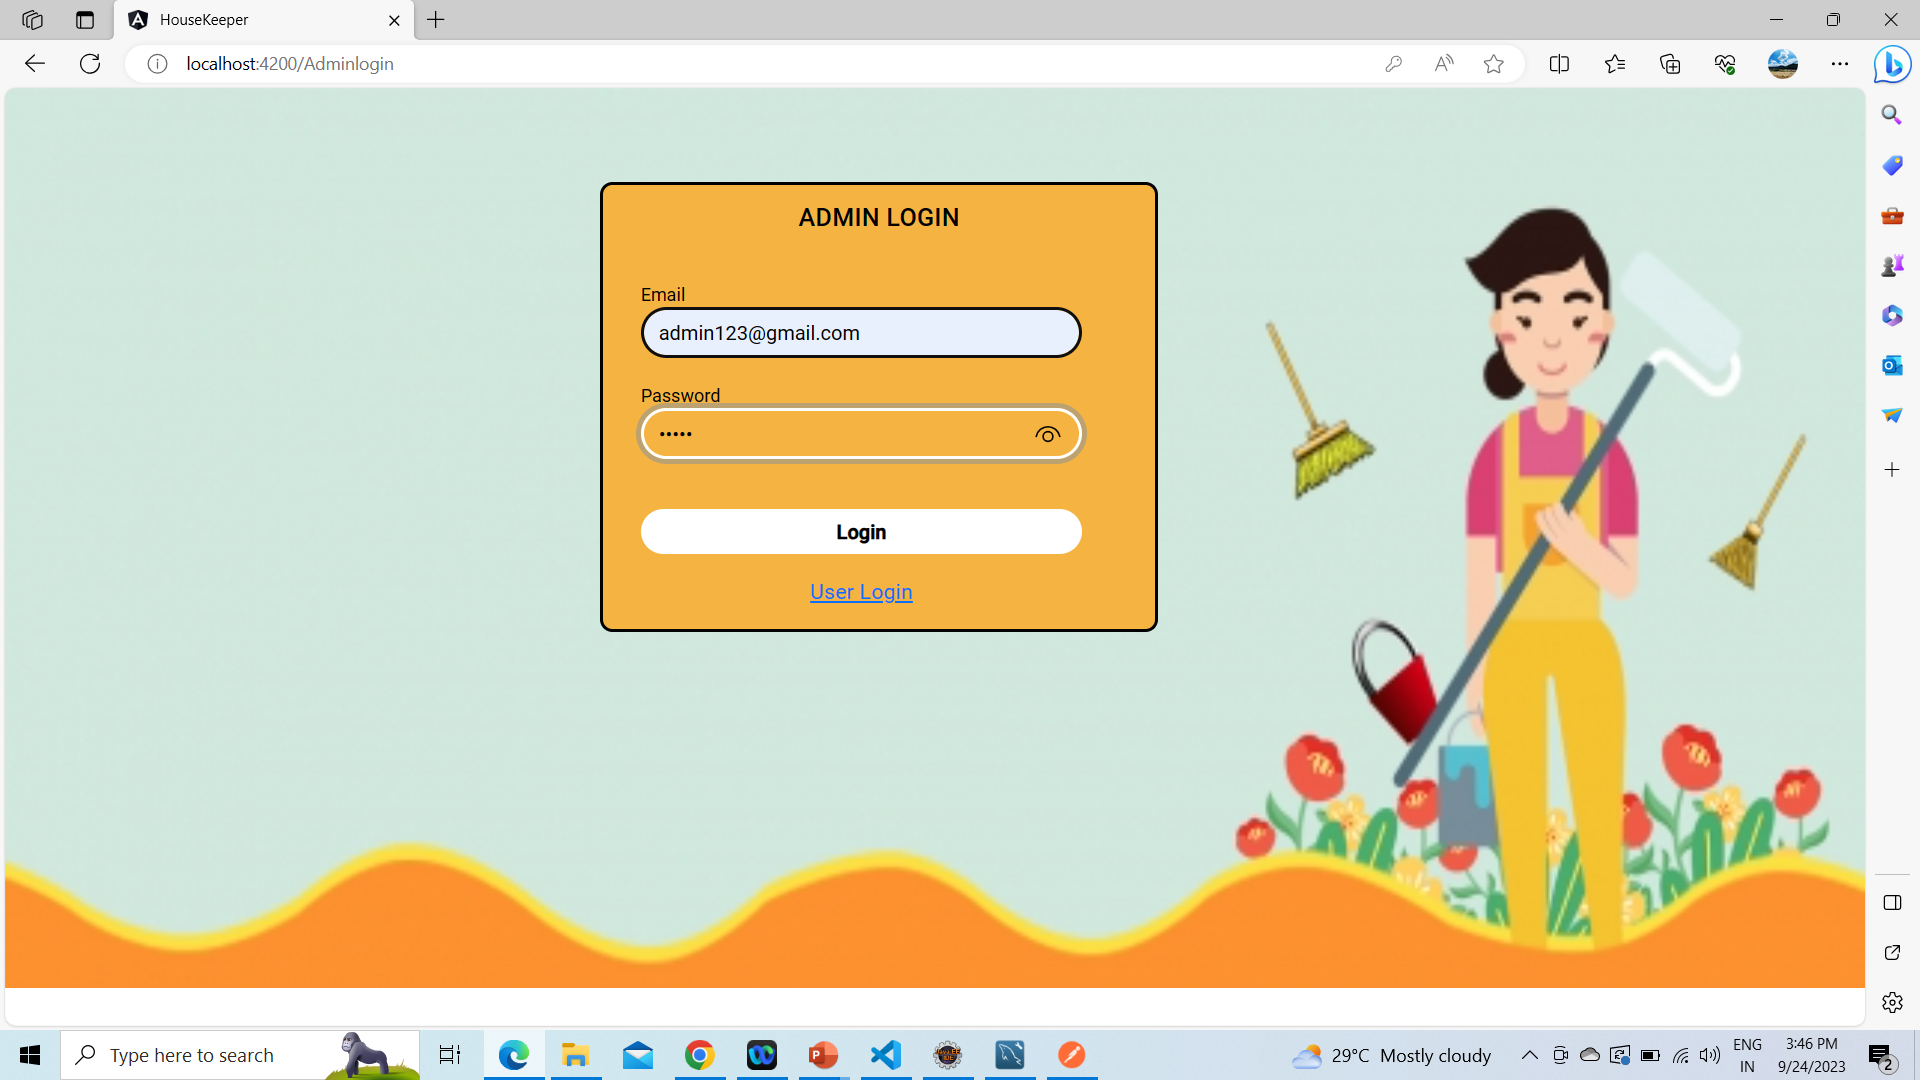 HouseKeeper
localhost:4200/Adminlogin
ADMIN LOGIN
Email
admin123@gmail.com
Password
•••••
Login
User Login
Type here to search
29°C Mostly cloudy
ENG
IN
3:46 PM
9/24/2023
2